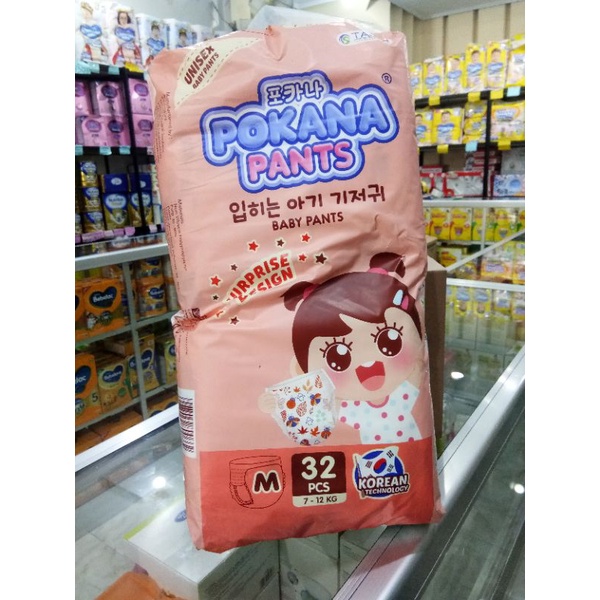 UNISEX
BABY PANTS
포카나
POKANA
®
PANTS
입히는 아기 기저귀
BABY PANTS
SURPRISE
DESIGN
M
32
PCS
7 - 12 KG
KOREAN
TECHNOLOGY